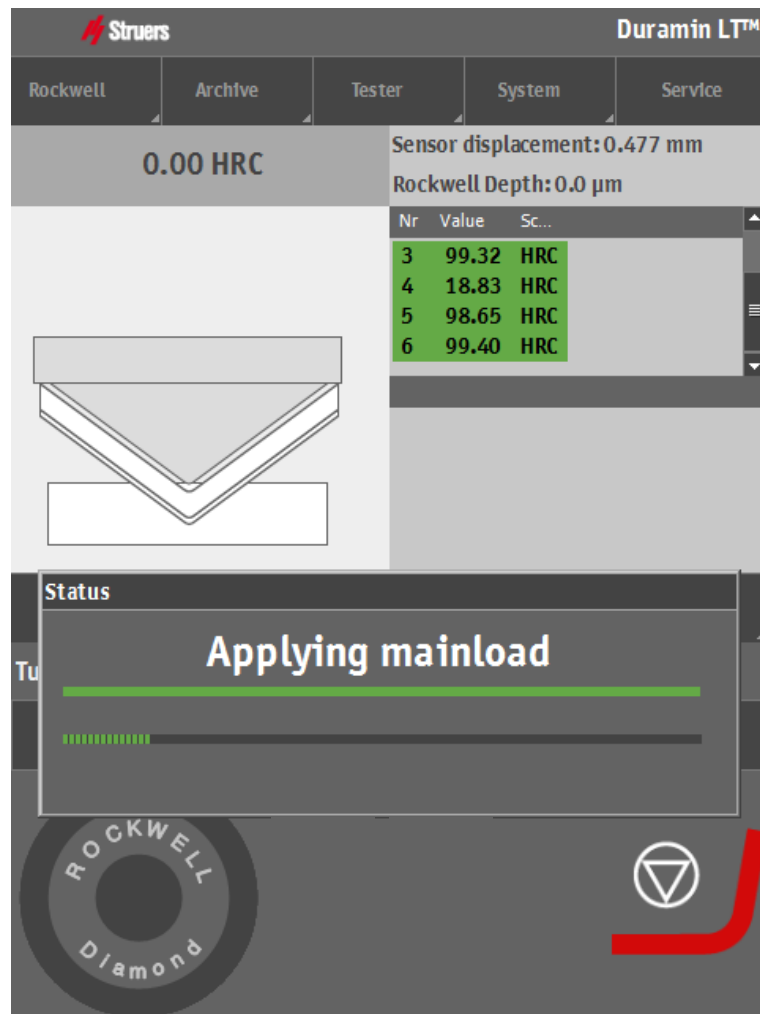 Struers
Duramin LT™
Rockwell Archive Tester System Service
0.00 HRC
Sensor displacement: 0.477 mm
Rockwell Depth: 0.0 µm
Nr Value Sc...
3 99.32 HRC
4 18.83 HRC
5 98.65 HRC
6 99.40 HRC
Status
Applying mainload
Tu
ROCKWELL
Diamond